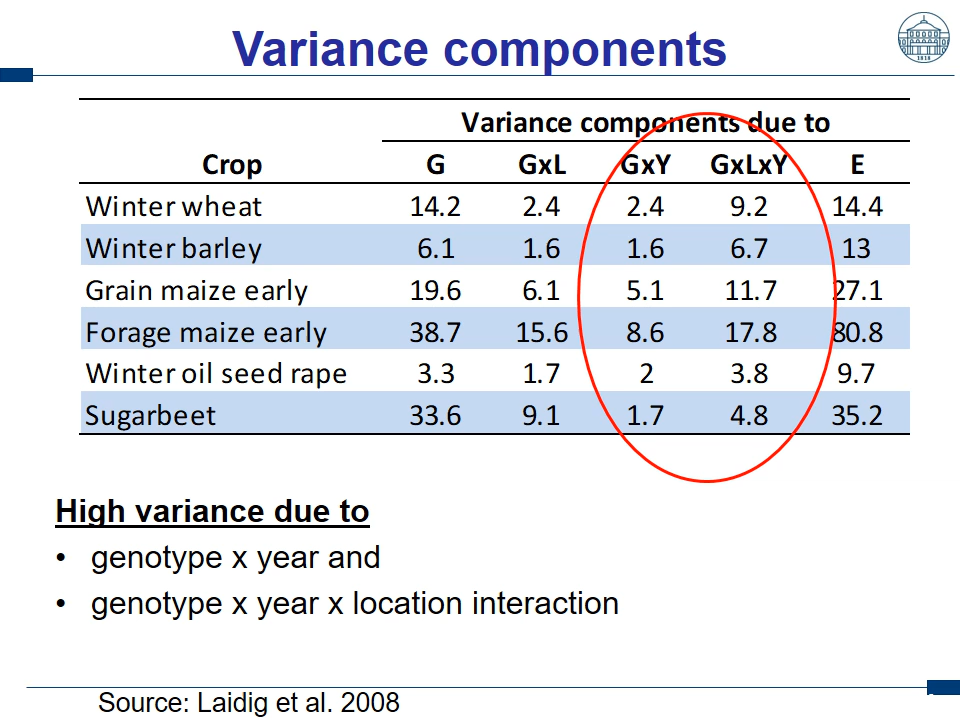 Variance components
1818
Variance components due to
Crop G GxL GxY GxLxY E
Winter wheat 14.2 2.4 2.4 9.2 14.4
Winter barley 6.1 1.6 1.6 6.7 13
Grain maize early 19.6 6.1 5.1 11.7 27.1
Forage maize early 38.7 15.6 8.6 17.8 80.8
Winter oil seed rape 3.3 1.7 2 3.8 9.7
Sugarbeet 33.6 9.1 1.7 4.8 35.2
High variance due to
• genotype x year and
• genotype x year x location interaction
Source: Laidig et al. 2008